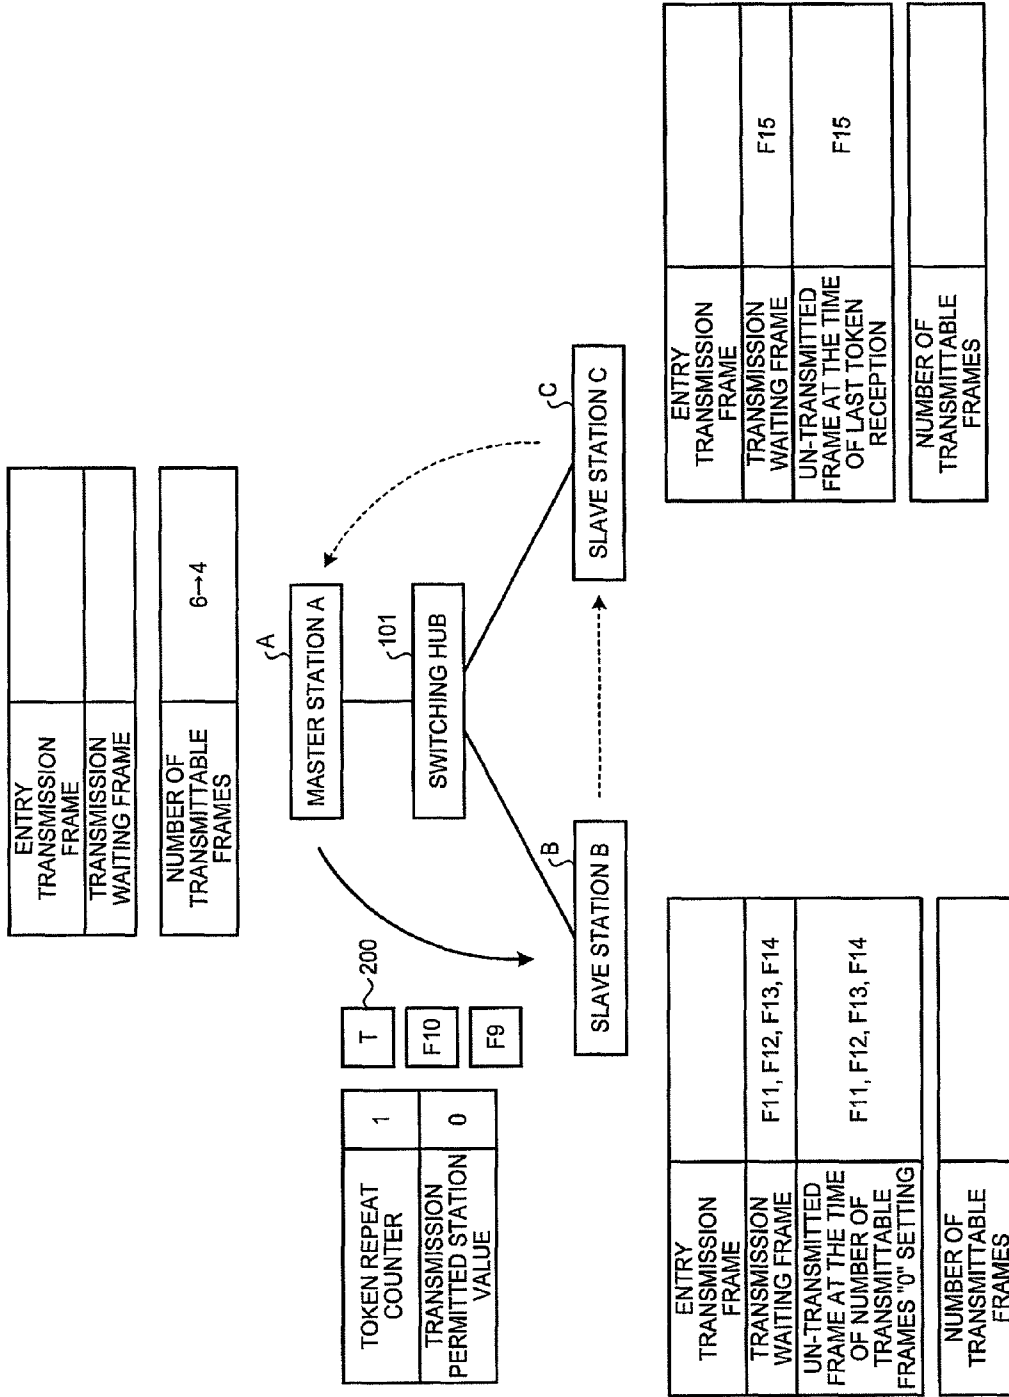 ENTRY
TRANSMISSION
FRAME
TRANSMISSION
WAITING FRAME
NUMBER OF
TRANSMITTABLE
FRAMES
6→4
A
MASTER STATION A
101
SWITCHING HUB
TOKEN REPEAT
COUNTER
1
TRANSMISSION
PERMITTED STATION
VALUE
0
T
200
F10
F9
B
SLAVE STATION B
C
SLAVE STATION C
ENTRY
TRANSMISSION
FRAME
TRANSMISSION
WAITING FRAME
F11, F12, F13, F14
UN-TRANSMITTED
FRAME AT THE TIME
OF NUMBER OF
TRANSMITTABLE
FRAMES "0" SETTING
F11, F12, F13, F14
NUMBER OF
TRANSMITTABLE
FRAMES
ENTRY
TRANSMISSION
FRAME
TRANSMISSION
WAITING FRAME
F15
UN-TRANSMITTED
FRAME AT THE TIME
OF LAST TOKEN
RECEPTION
F15
NUMBER OF
TRANSMITTABLE
FRAMES